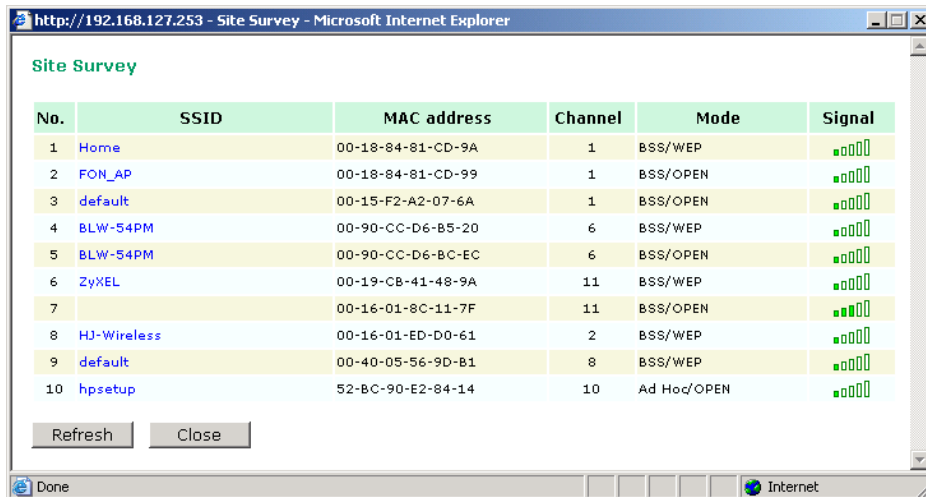 http://192.168.127.253 - Site Survey - Microsoft Internet Explorer
Site Survey
No. SSID MAC address Channel Mode Signal
1 Home 00-18-84-81-CD-9A 1 BSS/WEP
2 FON_AP 00-18-84-81-CD-99 1 BSS/OPEN
3 default 00-15-F2-A2-07-6A 1 BSS/OPEN
4 BLW-54PM 00-90-CC-D6-B5-20 6 BSS/WEP
5 BLW-54PM 00-90-CC-D6-BC-EC 6 BSS/OPEN
6 ZyXEL 00-19-CB-41-48-9A 11 BSS/WEP
7 00-16-01-8C-11-7F 11 BSS/OPEN
8 HJ-Wireless 00-16-01-ED-D0-61 2 BSS/WEP
9 default 00-40-05-56-9D-B1 8 BSS/WEP
10 hpsetup 52-BC-90-E2-84-14 10 Ad Hoc/OPEN
Refresh Close
Done Internet